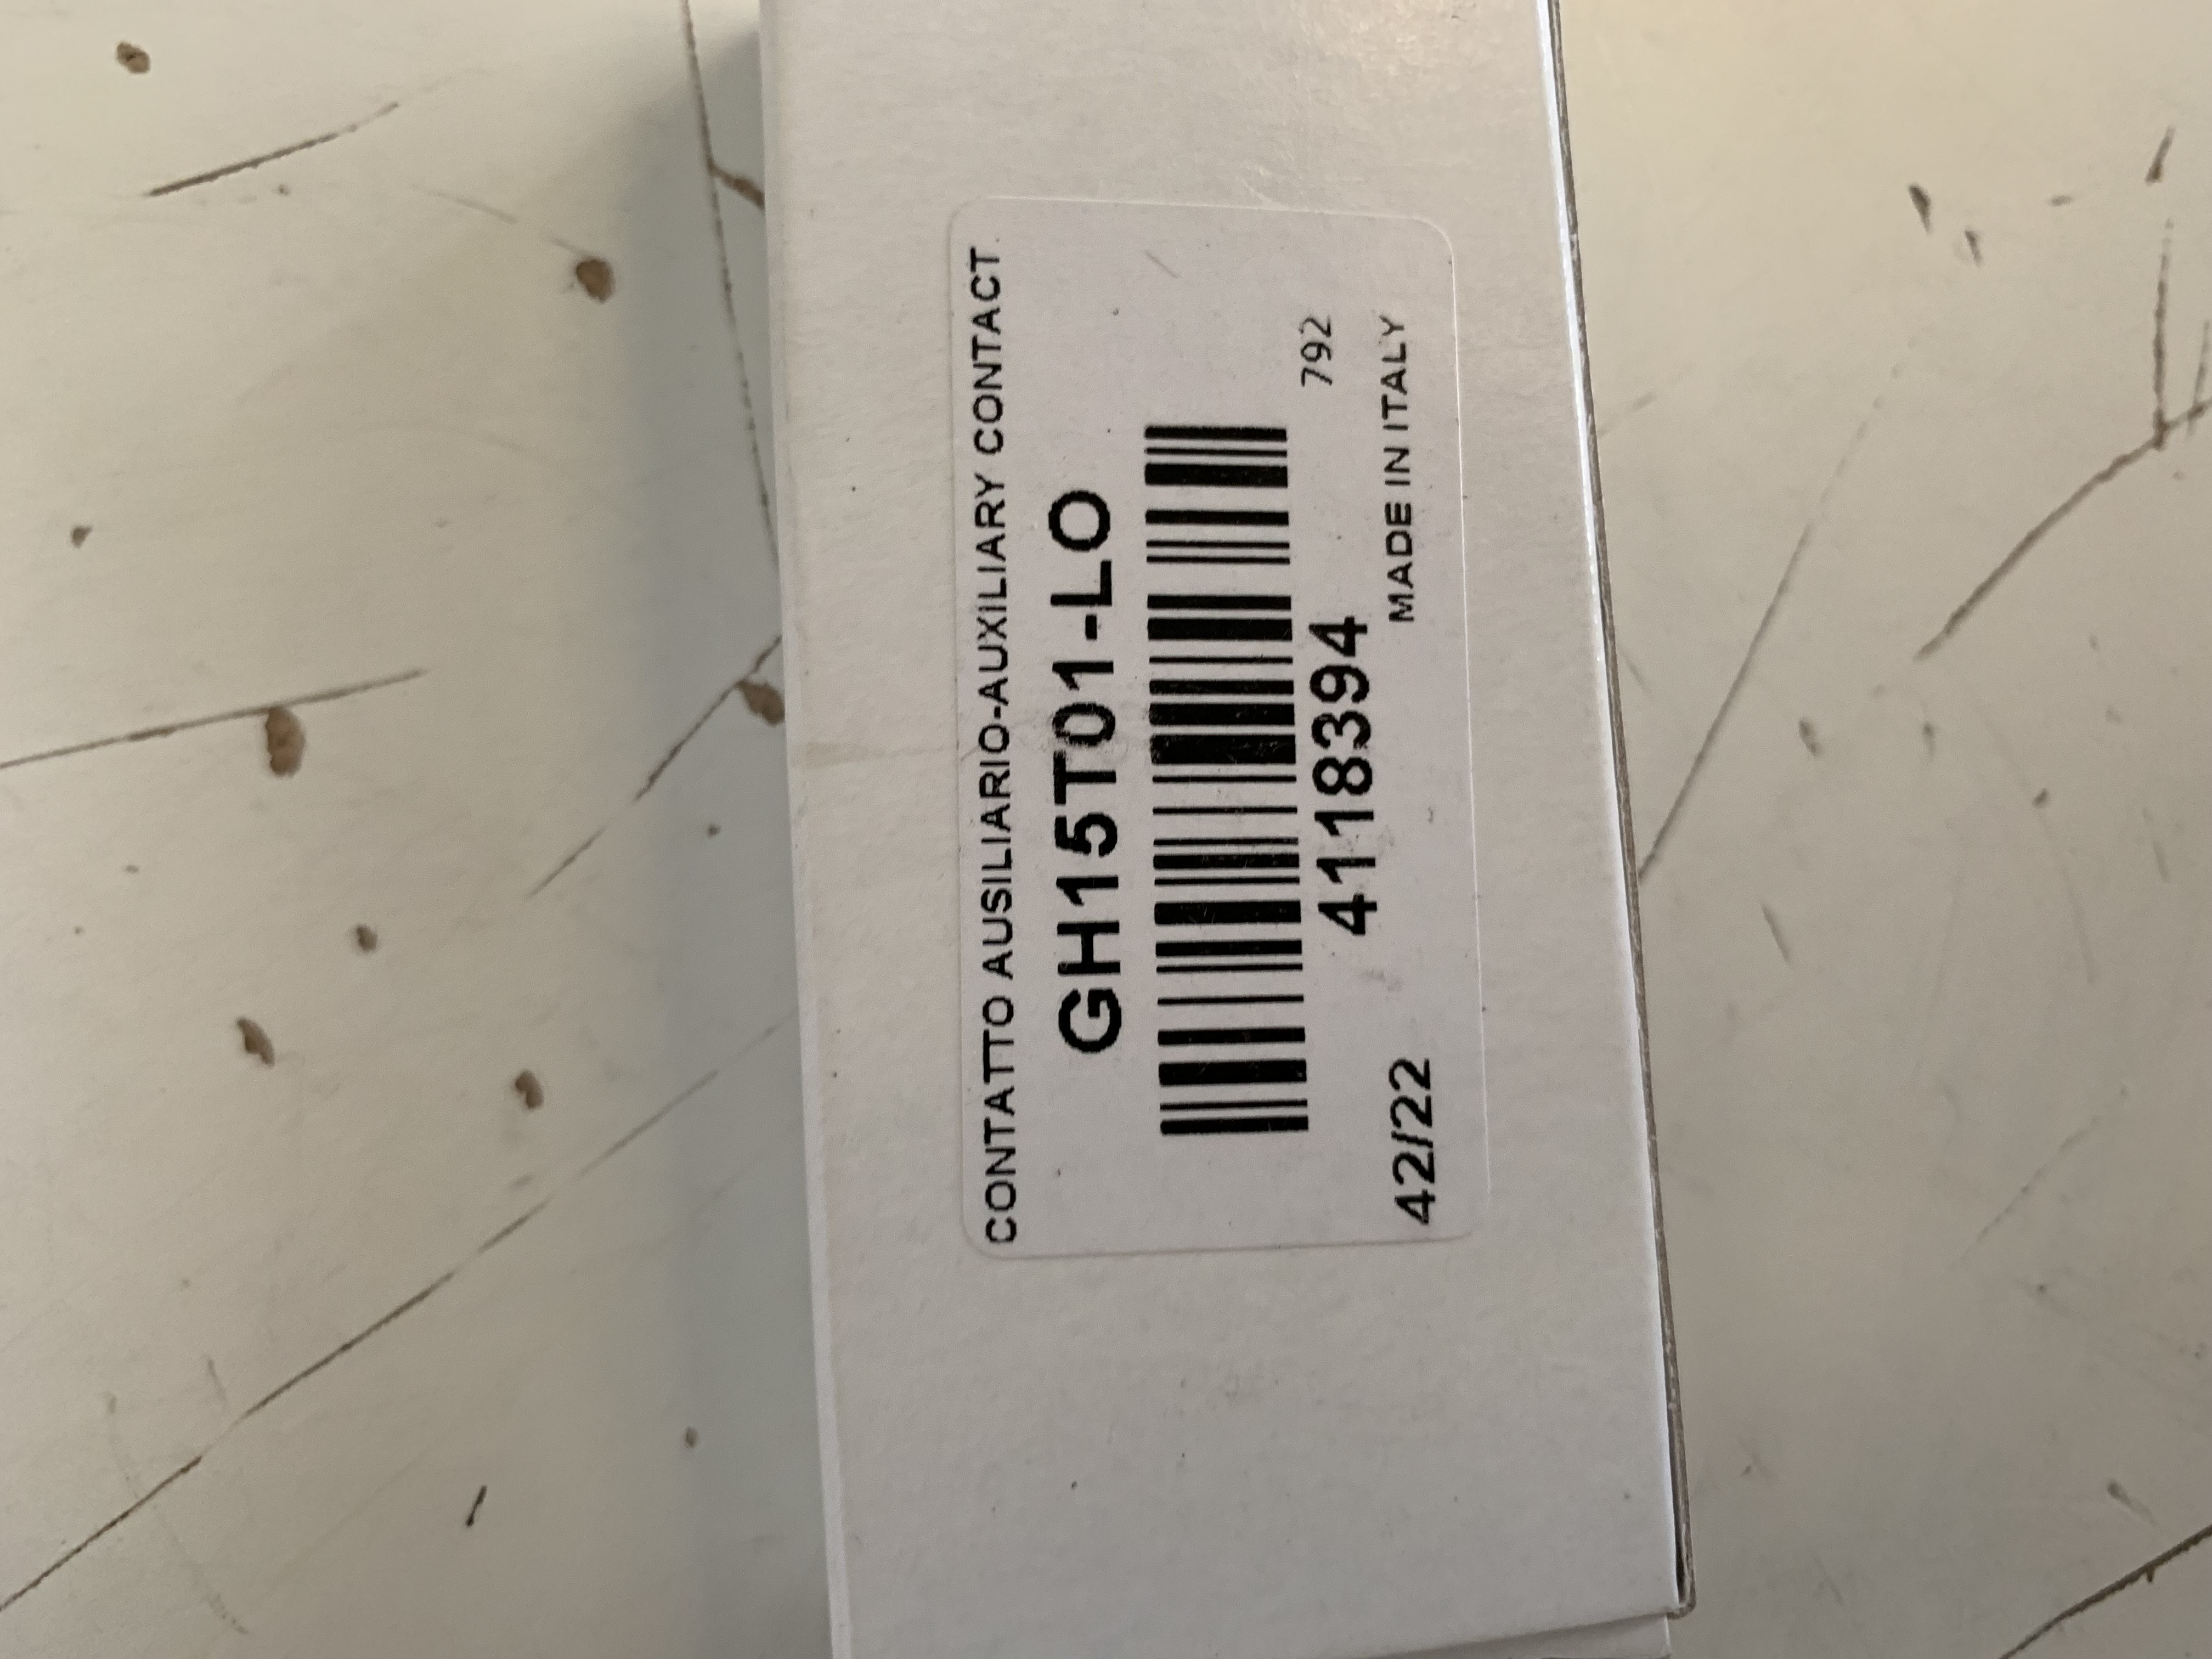 CONTATTO AUSILIARIO-AUXILIARY CONTACT
GH15T01-LO
792
4118394
MADE IN ITALY
42/22